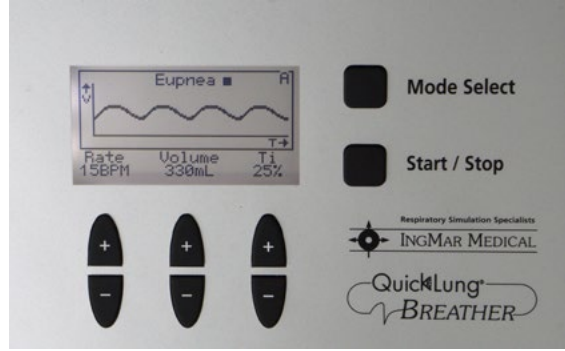 Eupnea ■ A
V
T→
Rate Volume Ti
15BPM 330mL 25%
Mode Select
Start / Stop
+ + +
− − −
Respiratory Simulation Specialists
INGMAR MEDICAL
QuickLung®
BREATHER